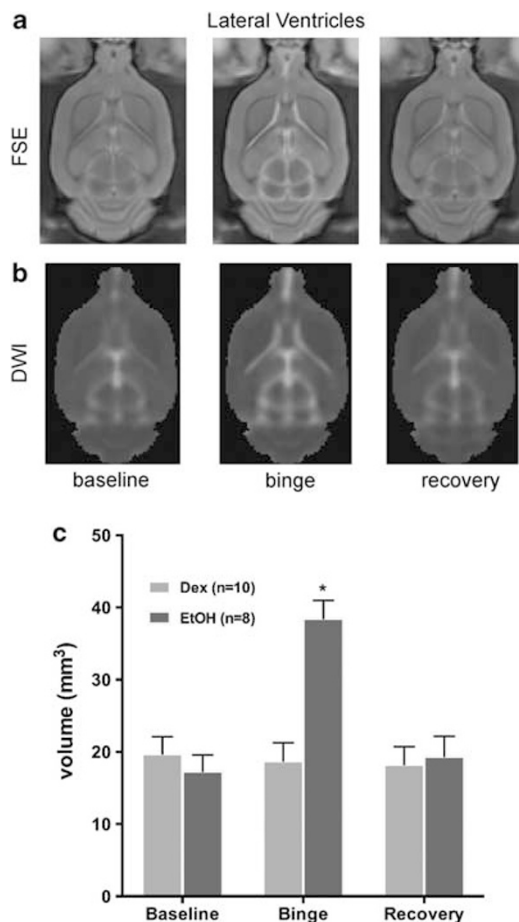 a
Lateral Ventricles
FSE
b
DWI
baseline
binge
recovery
c
50
40
30
20
10
0
volume (mm³)
Dex (n=10)
EtOH (n=8)
*
Baseline
Binge
Recovery